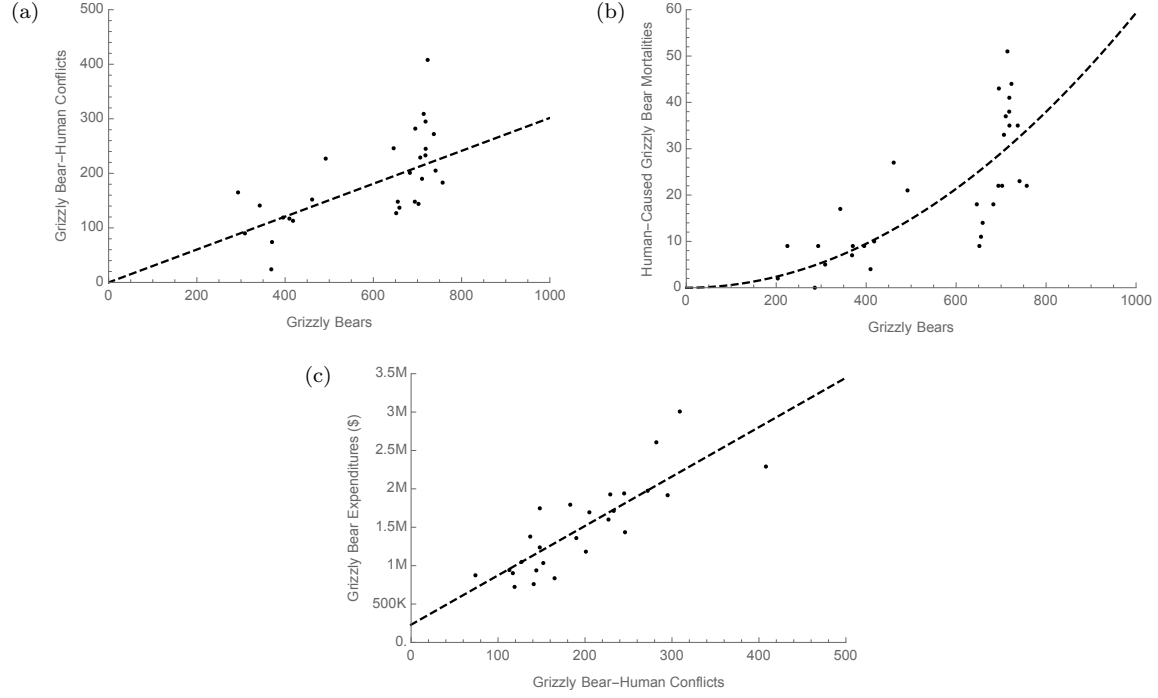 (a)
500
400
300
200
100
0
Grizzly Bear–Human Conflicts
0 200 400 600 800 1000
Grizzly Bears
(b)
60
50
40
30
20
10
0
Human–Caused Grizzly Bear Mortalities
0 200 400 600 800 1000
Grizzly Bears
(c)
3.5M
3M
2.5M
2M
1.5M
1M
500K
0.
Grizzly Bear Expenditures ($)
0 100 200 300 400 500
Grizzly Bear–Human Conflicts